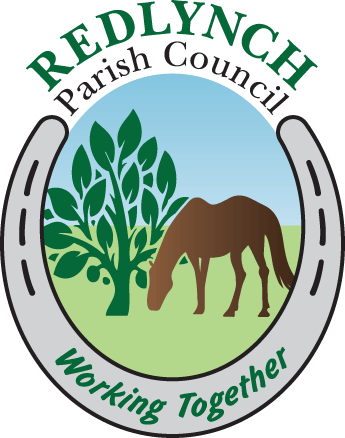 REDLYNCH
Parish Council
Working Together